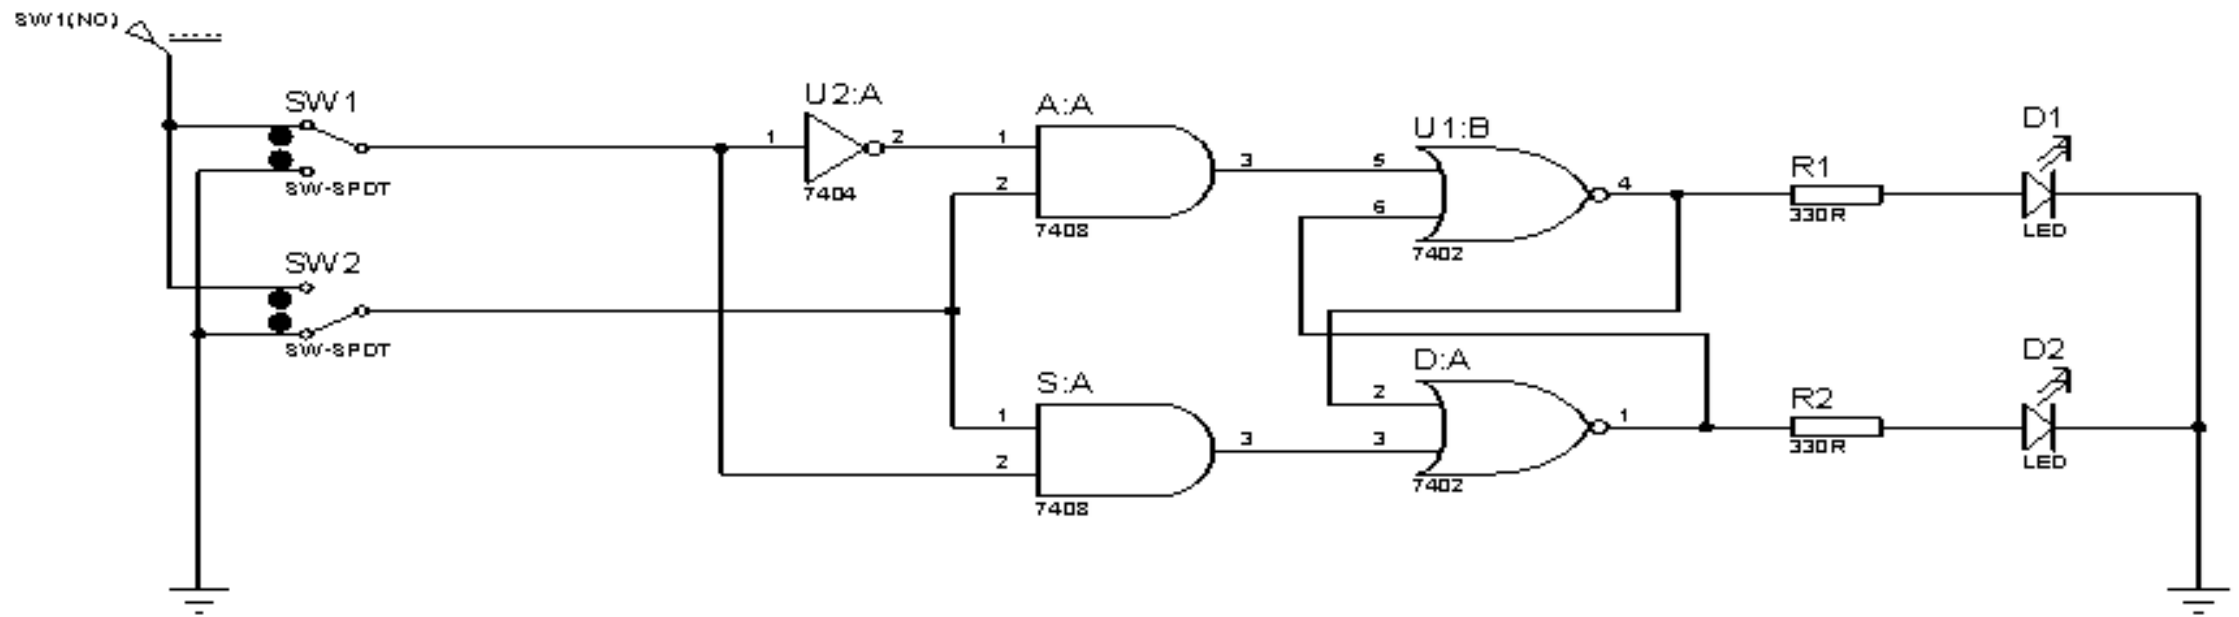 SW1(NO)
SW1
SW-SPDT
SW2
SW-SPDT
U2:A
1
2
7404
A:A
1
2
3
7408
S:A
1
2
3
7408
U1:B
5
6
4
7402
D:A
2
3
1
7402
R1
330R
D1
LED
R2
330R
D2
LED